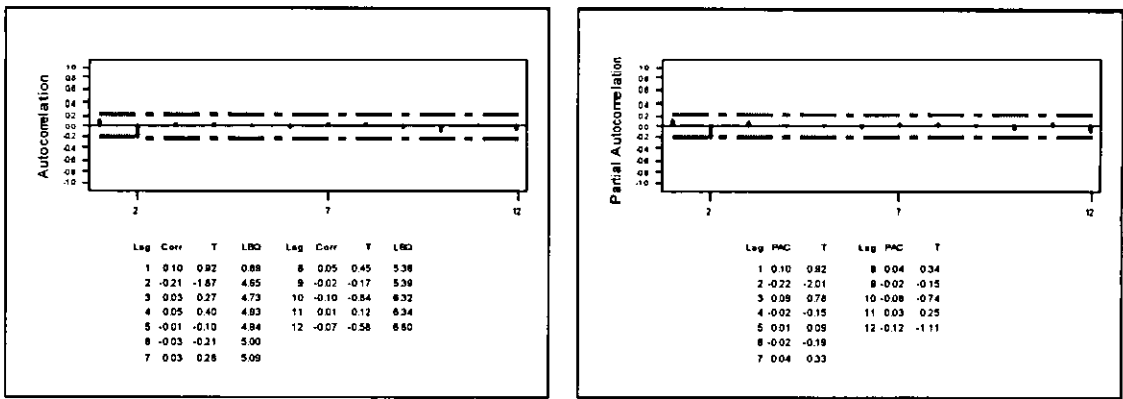 Autocorrelation
1.0
0.8
0.6
0.4
0.2
0.0
-0.2
-0.4
-0.6
-0.8
-1.0
2 7 12
Lag Corr T LBQ Lag Corr T LBQ
1 0.10 0.92 0.88 8 0.05 0.45 5.38
2 -0.21 -1.87 4.65 9 -0.02 -0.17 5.39
3 0.03 0.27 4.73 10 -0.10 -0.84 6.32
4 0.05 0.40 4.93 11 0.01 0.12 6.34
5 -0.01 -0.10 4.94 12 -0.07 -0.58 6.80
6 -0.03 -0.21 5.00
7 0.03 0.26 5.09
Partial Autocorrelation
1.0
0.8
0.6
0.4
0.2
0.0
-0.2
-0.4
-0.6
-0.8
-1.0
2 7 12
Lag PAC T Lag PAC T
1 0.10 0.92 8 0.04 0.34
2 -0.22 -2.01 9 -0.02 -0.15
3 0.09 0.78 10 -0.08 -0.74
4 -0.02 -0.15 11 0.03 0.25
5 0.01 0.09 12 -0.12 -1.11
6 -0.02 -0.19
7 0.04 0.33